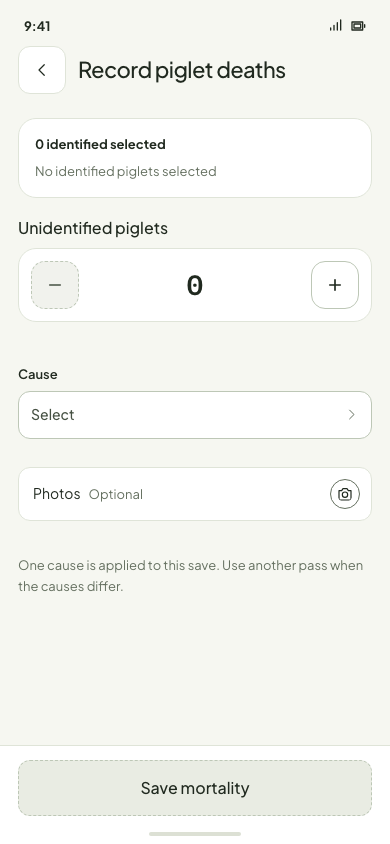 9:41
Record piglet deaths
0 identified selected
No identified piglets selected
Unidentified piglets
0
Cause
Select
Photos Optional
One cause is applied to this save. Use another pass when
the causes differ.
Save mortality